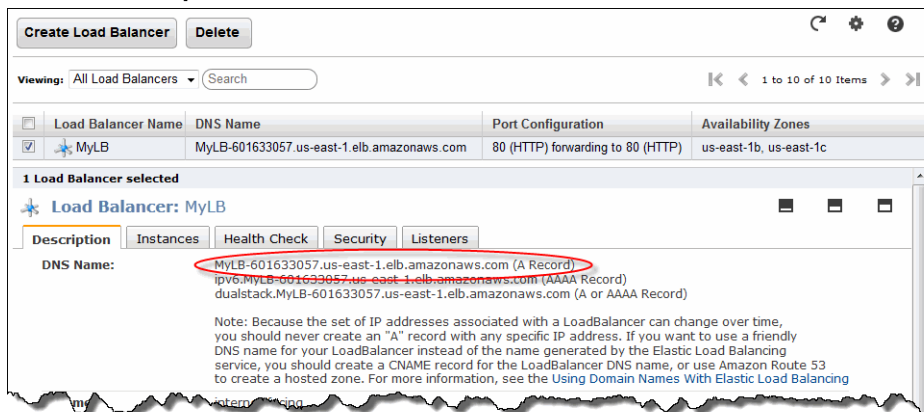 Create Load Balancer Delete
Viewing: All Load Balancers Search 1 to 10 of 10 Items
Load Balancer Name DNS Name Port Configuration Availability Zones
MyLB MyLB-601633057.us-east-1.elb.amazonaws.com 80 (HTTP) forwarding to 80 (HTTP) us-east-1b, us-east-1c
1 Load Balancer selected
Load Balancer: MyLB
Description Instances Health Check Security Listeners
DNS Name: MyLB-601633057.us-east-1.elb.amazonaws.com (A Record)
ipv6.MyLB-601633057.us-east-1.elb.amazonaws.com (AAAA Record)
dualstack.MyLB-601633057.us-east-1.elb.amazonaws.com (A or AAAA Record)
Note: Because the set of IP addresses associated with a LoadBalancer can change over time,
you should never create an "A" record with any specific IP address. If you want to use a friendly
DNS name for your LoadBalancer instead of the name generated by the Elastic Load Balancing
service, you should create a CNAME record for the LoadBalancer DNS name, or use Amazon Route 53
to create a hosted zone. For more information, see the Using Domain Names With Elastic Load Balancing